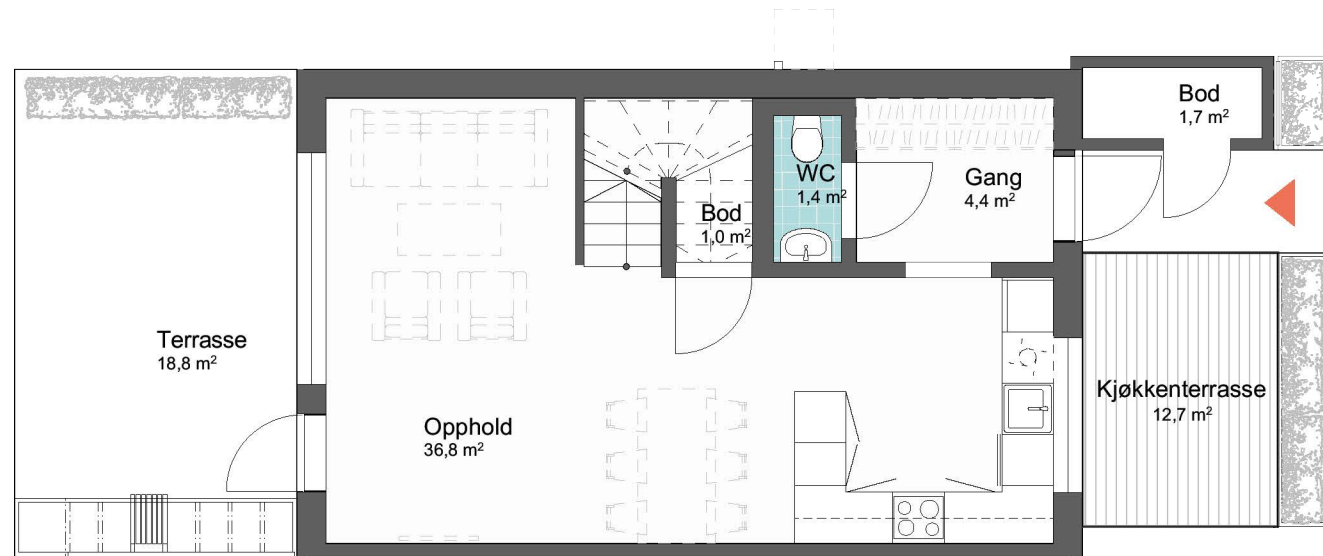 Bod
1,7 m²
WC
1,4 m²
Gang
4,4 m²
Bod
1,0 m²
Terrasse
18,8 m²
Opphold
36,8 m²
Kjøkkenterrasse
12,7 m²